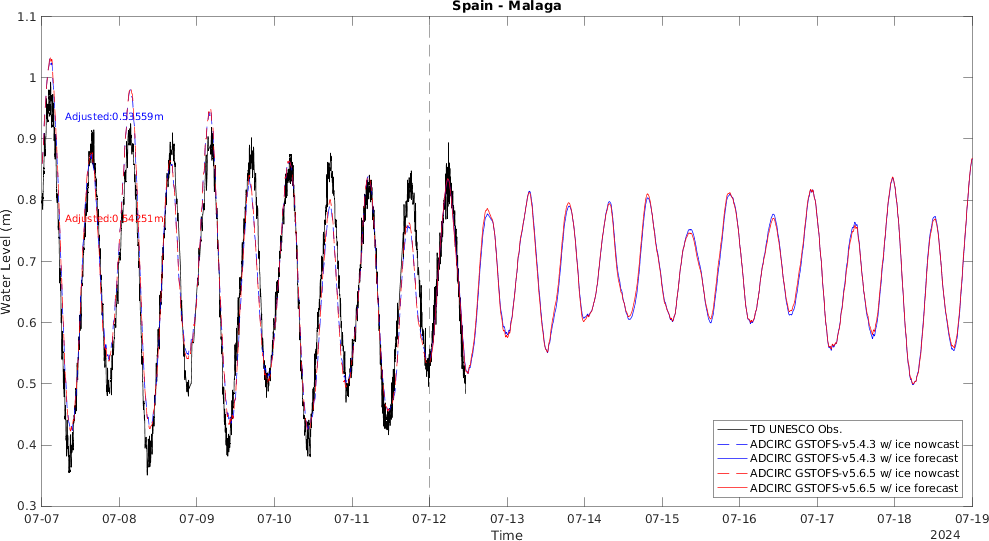 Spain - Malaga
1.1
1
0.9
0.8
0.7
0.6
0.5
0.4
0.3
Water Level (m)
Adjusted:0.53559m
Adjusted:0.64251m
TD UNESCO Obs.
ADCIRC GSTOFS-v5.4.3 w/ ice nowcast
ADCIRC GSTOFS-v5.4.3 w/ ice forecast
ADCIRC GSTOFS-v5.6.5 w/ ice nowcast
ADCIRC GSTOFS-v5.6.5 w/ ice forecast
07-07 07-08 07-09 07-10 07-11 07-12 07-13 07-14 07-15 07-16 07-17 07-18 07-19
Time
2024